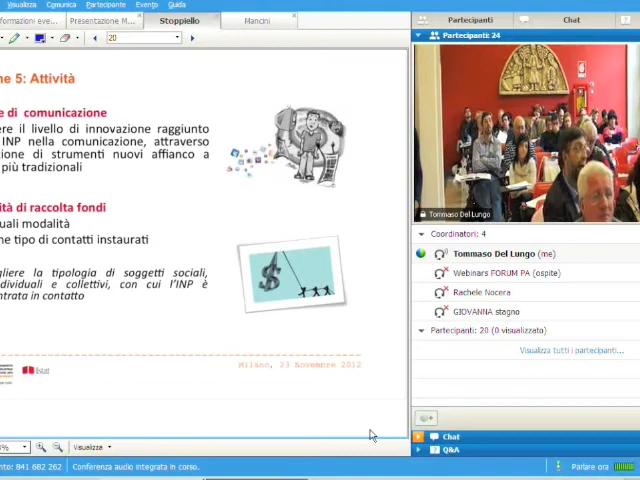 Visualizza Comunica Partecipante Evento Guida
Presentazione M... Stoppiello Mancini
20
ne 5: Attività
e di comunicazione
ere il livello di innovazione raggiunto
INP nella comunicazione, attraverso
zione di strumenti nuovi affianco a
più tradizionali
ità di raccolta fondi
uali modalità
he tipo di contatti instaurati
gliere la tipologia di soggetti sociali,
dividuali e collettivi, con cui l'INP è
ntrata in contatto
Milano, 23 Novembre 2012
Istat
Visualizza
nto: 841 682 262 Conferenza audio integrata in corso.
Partecipanti Chat
Partecipanti: 24
Tommaso Del Lungo
Coordinatori: 4
Tommaso Del Lungo (me)
Webinars FORUM PA (ospite)
Rachele Nocera
GIOVANNA stagno
Partecipanti: 20 (0 visualizzato)
Visualizza tutti i partecipanti...
Chat
Q&A
Parlare ora